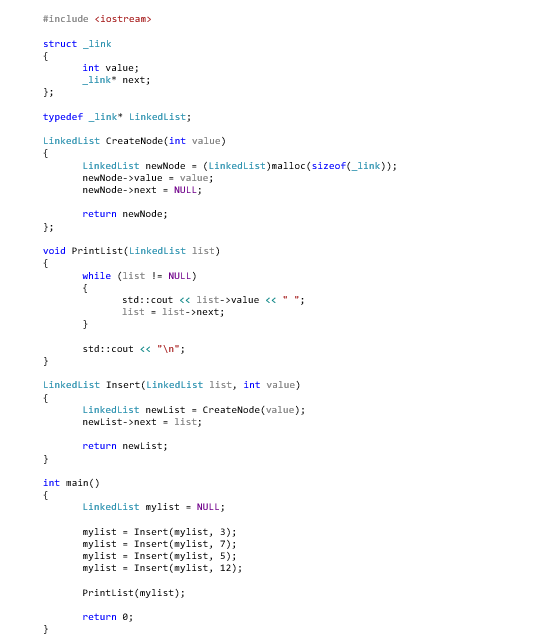 #include <iostream>
struct _link
{
int value;
_link* next;
};
typedef _link* LinkedList;
LinkedList CreateNode(int value)
{
LinkedList newNode = (LinkedList)malloc(sizeof(_link));
newNode->value = value;
newNode->next = NULL;
return newNode;
};
void PrintList(LinkedList list)
{
while (list != NULL)
{
std::cout << list->value << " ";
list = list->next;
}
std::cout << "\n";
}
LinkedList Insert(LinkedList list, int value)
{
LinkedList newList = CreateNode(value);
newList->next = list;
return newList;
}
int main()
{
LinkedList mylist = NULL;
mylist = Insert(mylist, 3);
mylist = Insert(mylist, 7);
mylist = Insert(mylist, 5);
mylist = Insert(mylist, 12);
PrintList(mylist);
return 0;
}